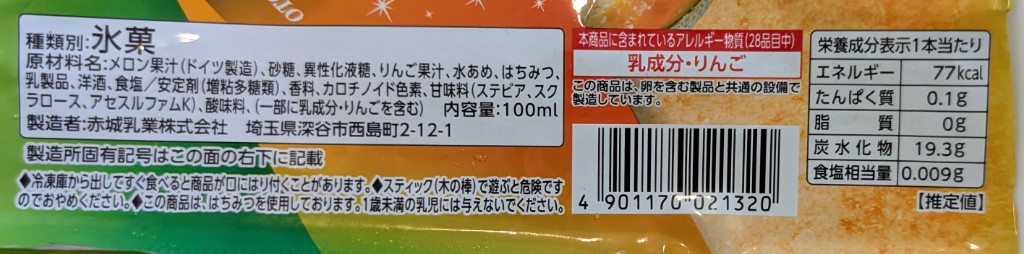 LLO
種類別:氷菓
原材料名:メロン果汁(ドイツ製造)、砂糖、異性化液糖、りんご果汁、水あめ、はちみつ、
乳製品、洋酒、食塩/安定剤(増粘多糖類)、香料、カロチノイド色素、甘味料(ステビア、スク
ラロース、アセスルファムK)、酸味料、(一部に乳成分・りんごを含む) 内容量:100ml
製造者:赤城乳業株式会社 埼玉県深谷市西島町2-12-1
製造所固有記号はこの面の右下に記載
◆冷凍庫から出してすぐ食べると商品が口にはり付くことがあります。◆スティック(木の棒)で遊ぶと危険です
のでおやめください。◆この商品は、はちみつを使用しております。1歳未満の乳児には与えないでください。
本商品に含まれているアレルギー物質(28品目中)
乳成分・りんご
この商品は、卵を含む製品と共通の設備で
製造しています。
4 901170 021320
栄養成分表示1本当たり
エネルギー 77kcal
たんぱく質 0.1g
脂質 0g
炭水化物 19.3g
食塩相当量 0.009g
【推定値】